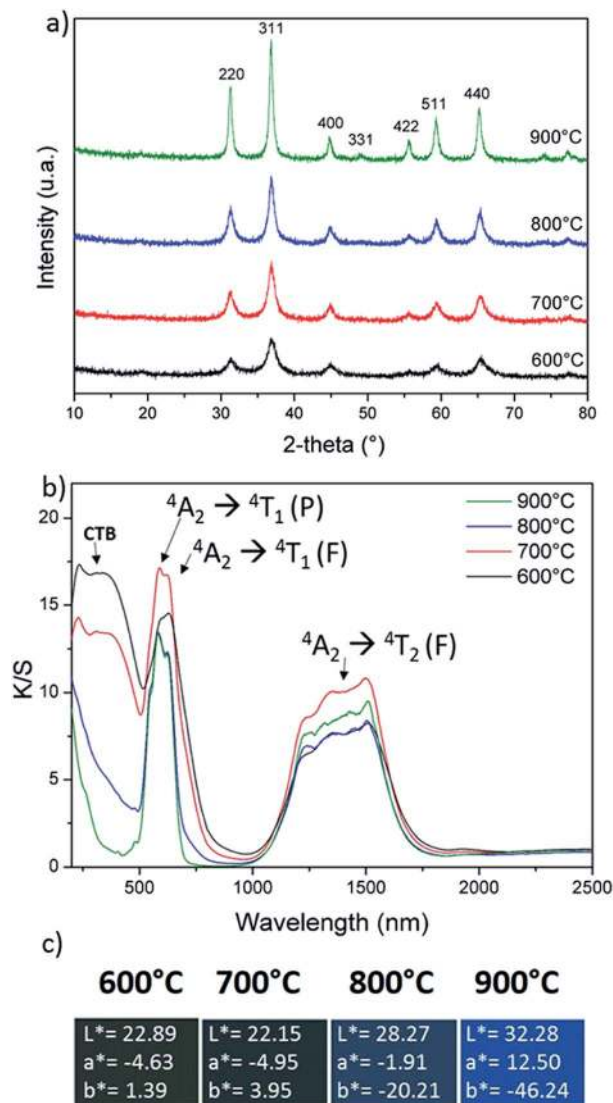 a)
311
220
440
511
400
422
331
900°C
800°C
700°C
600°C
Intensity (u.a.)
10 20 30 40 50 60 70 80
2-theta (°)
b)
⁴A₂ → ⁴T₁ (P)
CTB
⁴A₂ → ⁴T₁ (F)
⁴A₂ → ⁴T₂ (F)
900°C
800°C
700°C
600°C
20
15
10
5
0
K/S
500 1000 1500 2000 2500
Wavelength (nm)
c)
600°C 700°C 800°C 900°C
L*= 22.89 L*= 22.15 L*= 28.27 L*= 32.28
a*= -4.63 a*= -4.95 a*= -1.91 a*= 12.50
b*= 1.39 b*= 3.95 b*= -20.21 b*= -46.24